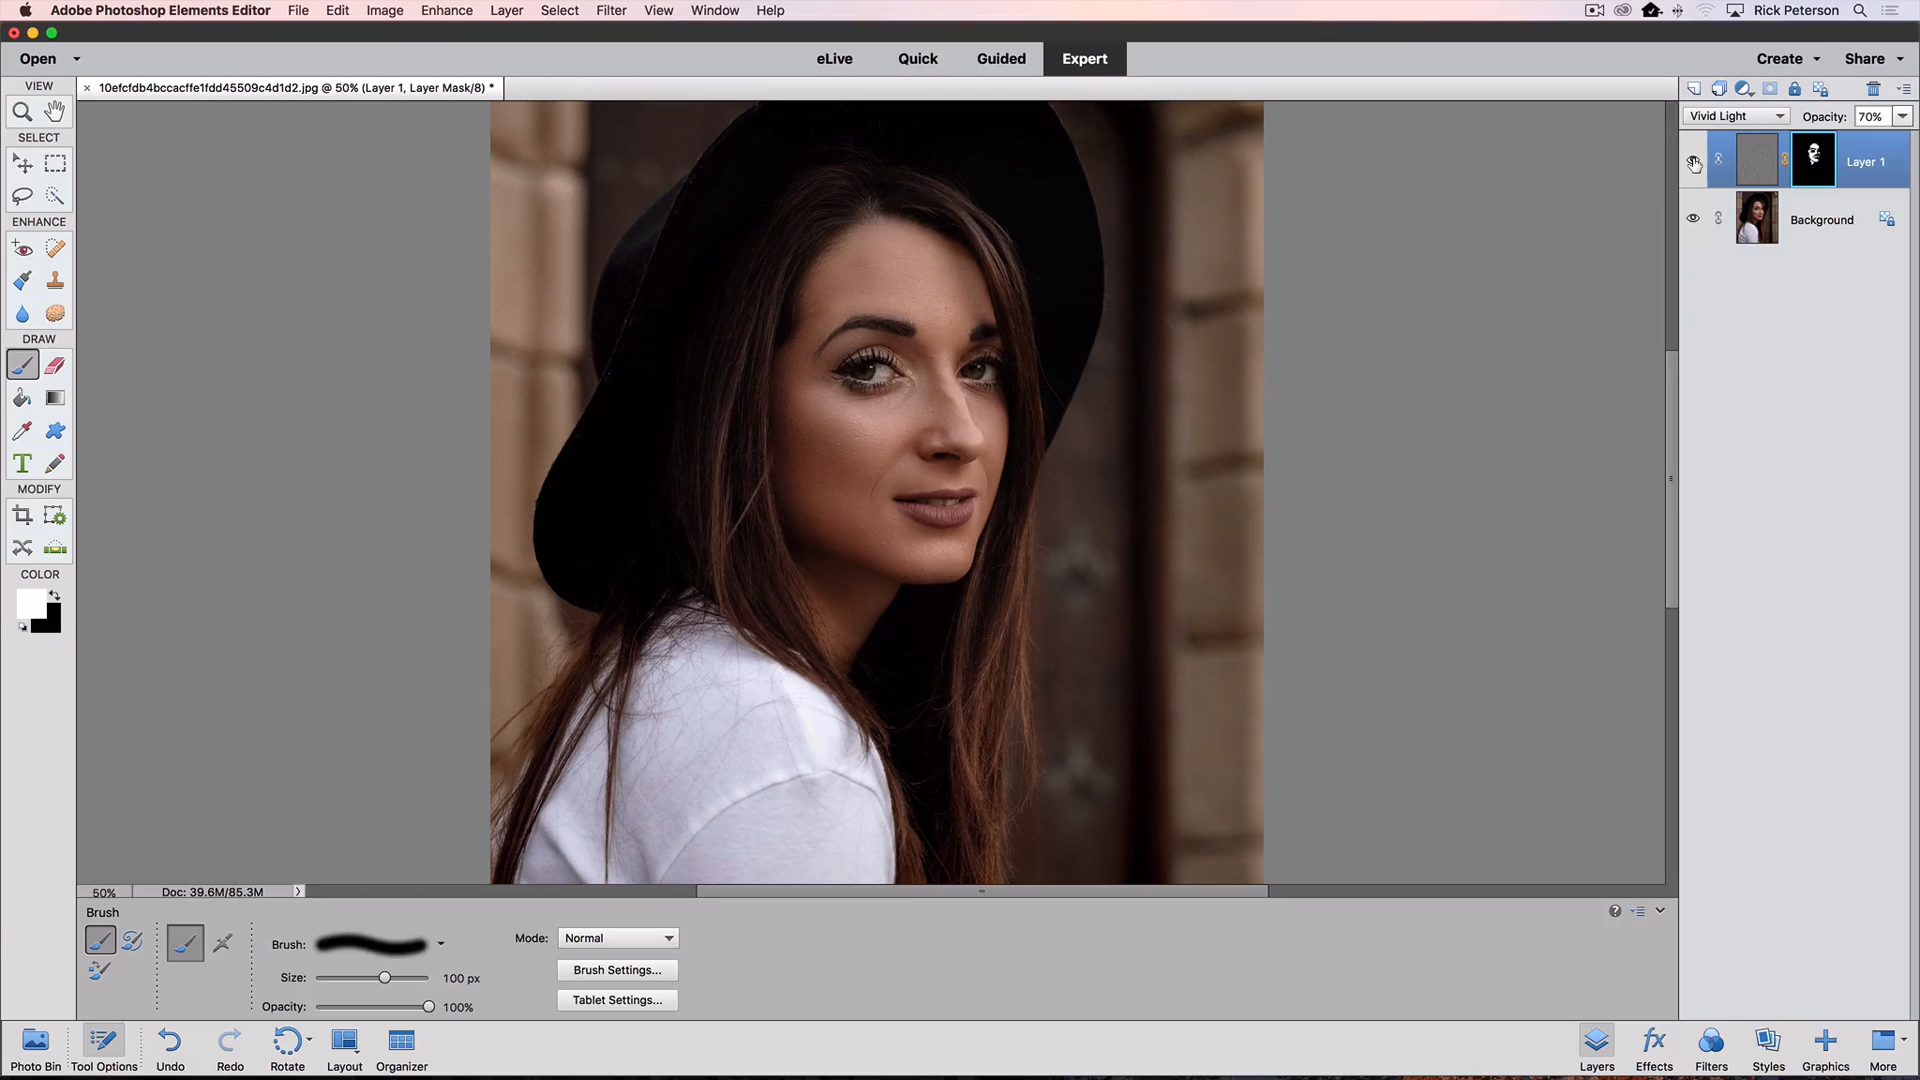 Adobe Photoshop Elements Editor File Edit Image Enhance Layer Select Filter View Window Help Rick Peterson
Open eLive Quick Guided Expert Create Share
VIEW
× 10efcfdb4bccacffe1fdd45509c4d1d2.jpg @ 50% (Layer 1, Layer Mask/8) *
Vivid Light Opacity: 70%
SELECT
Layer 1
ENHANCE
Background
DRAW
T
MODIFY
COLOR
50% Doc: 39.6M/85.3M
Brush
Brush: Mode: Normal
Size: 100 px Brush Settings...
Opacity: 100% Tablet Settings...
Photo Bin Tool Options Undo Redo Rotate Layout Organizer fx
Layers Effects Filters Styles Graphics More